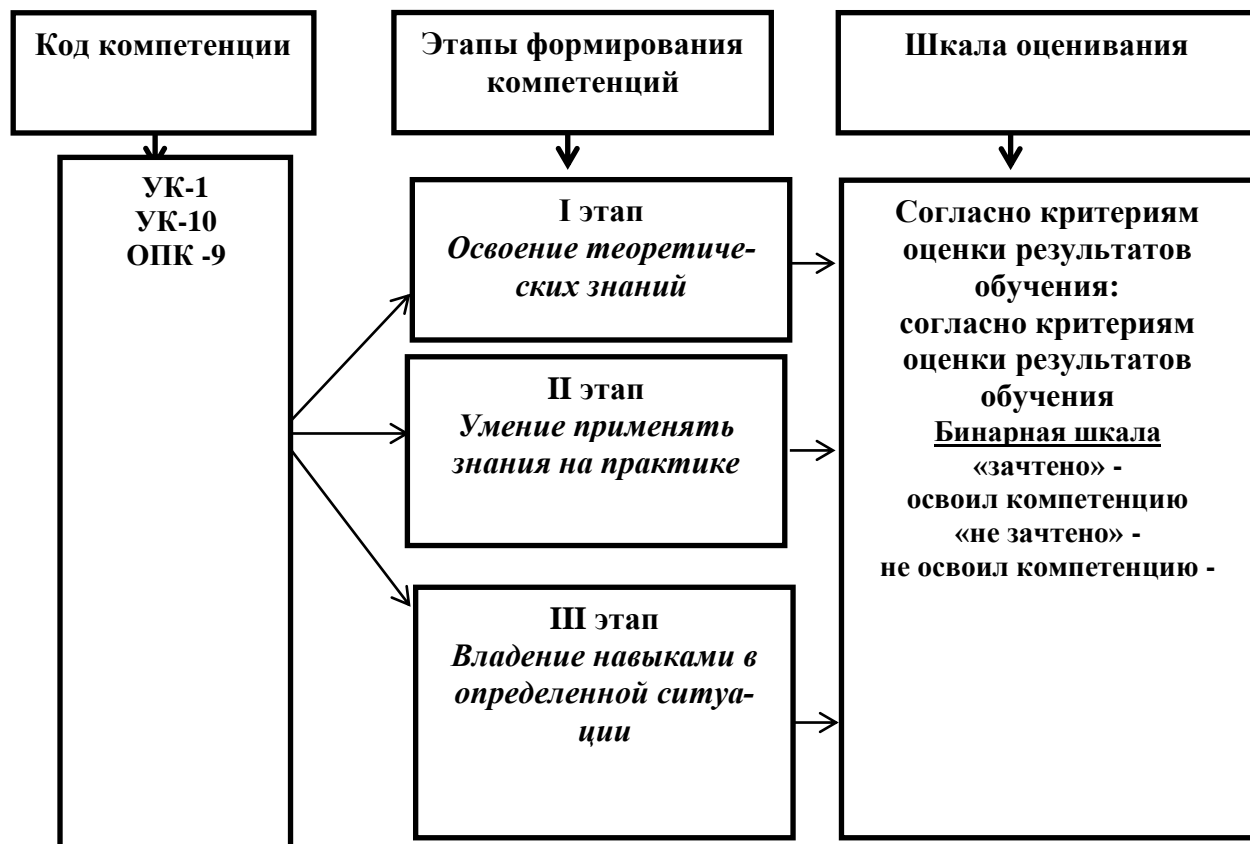 Код компетенции
Этапы формирования
компетенций
Шкала оценивания
УК-1
УК-10
ОПК -9
I этап
Освоение теоретиче-
ских знаний
II этап
Умение применять
знания на практике
III этап
Владение навыками в
определенной ситуа-
ции
Согласно критериям
оценки результатов
обучения:
согласно критериям
оценки результатов
обучения
Бинарная шкала
«зачтено» -
освоил компетенцию
«не зачтено» -
не освоил компетенцию -